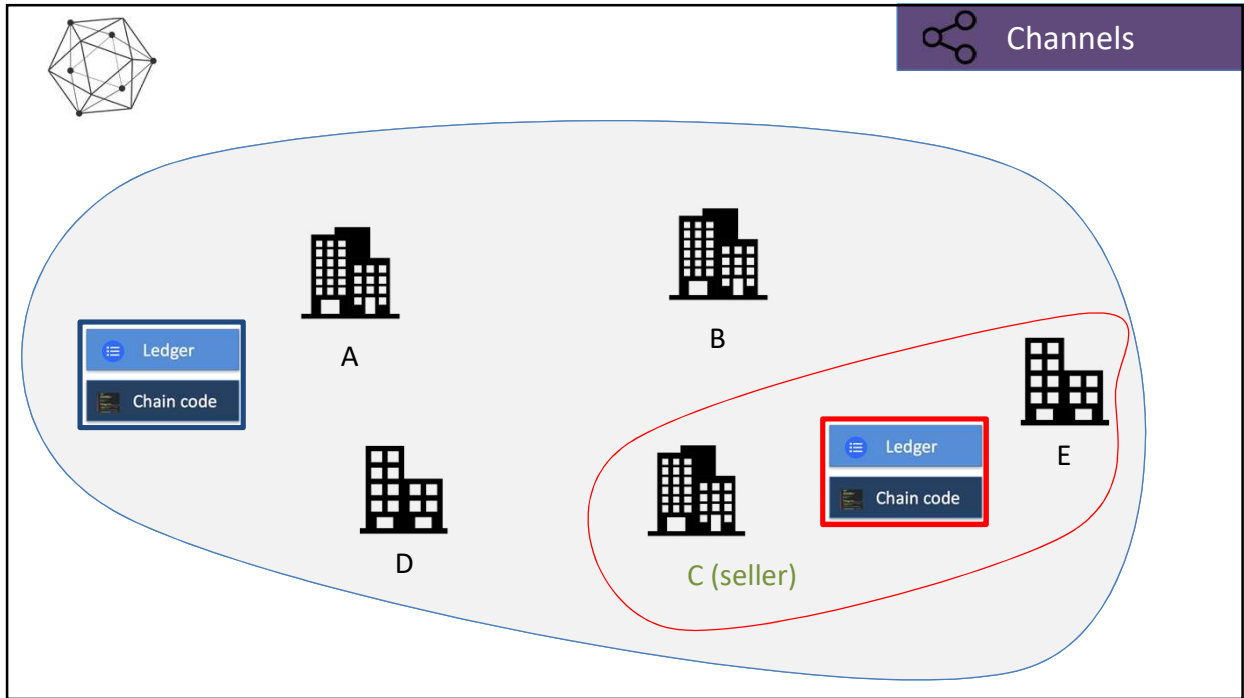 Channels
A
B
Ledger
Chain code
E
Ledger
Chain code
D
C (seller)